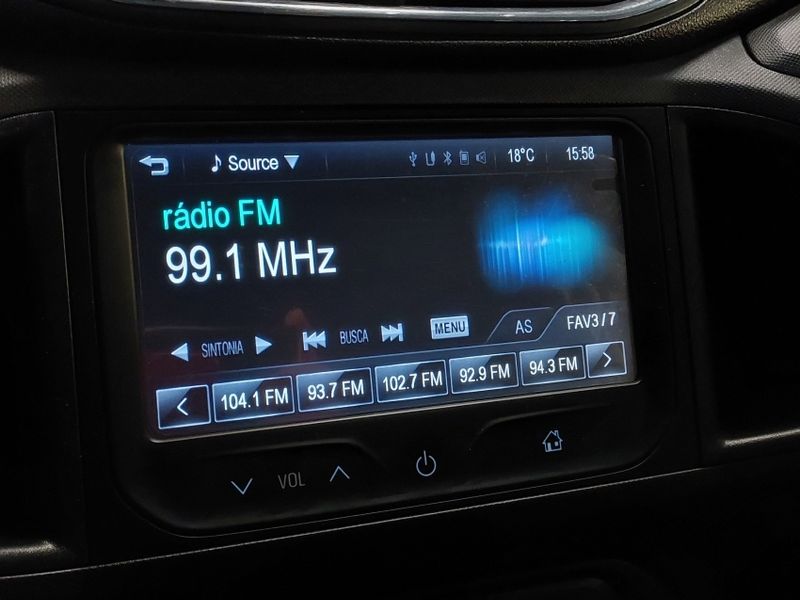 Source 18°C 15:58
rádio FM
99.1 MHz
SINTONIA BUSCA MENU AS FAV3/7
104.1 FM 93.7 FM 102.7 FM 92.9 FM 94.3 FM
VOL